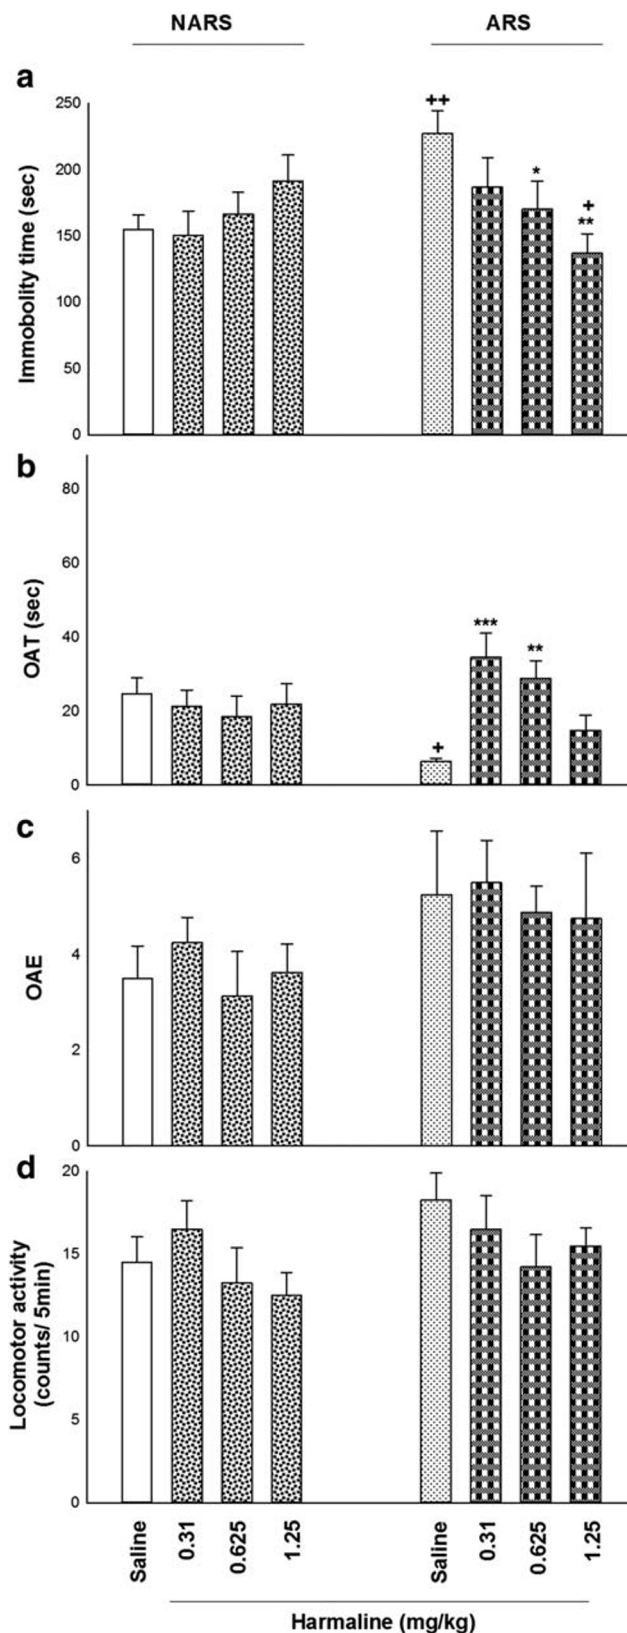 NARS ARS
a
Immobolity time (sec)
250
200
150
100
50
0
++
*
+
**
b
OAT (sec)
80
60
40
20
0
+
***
**
c
OAE
6
4
2
0
d
Locomotor activity
(counts/ 5min)
20
15
10
5
0
Saline 0.31 0.625 1.25 Saline 0.31 0.625 1.25
Harmaline (mg/kg)